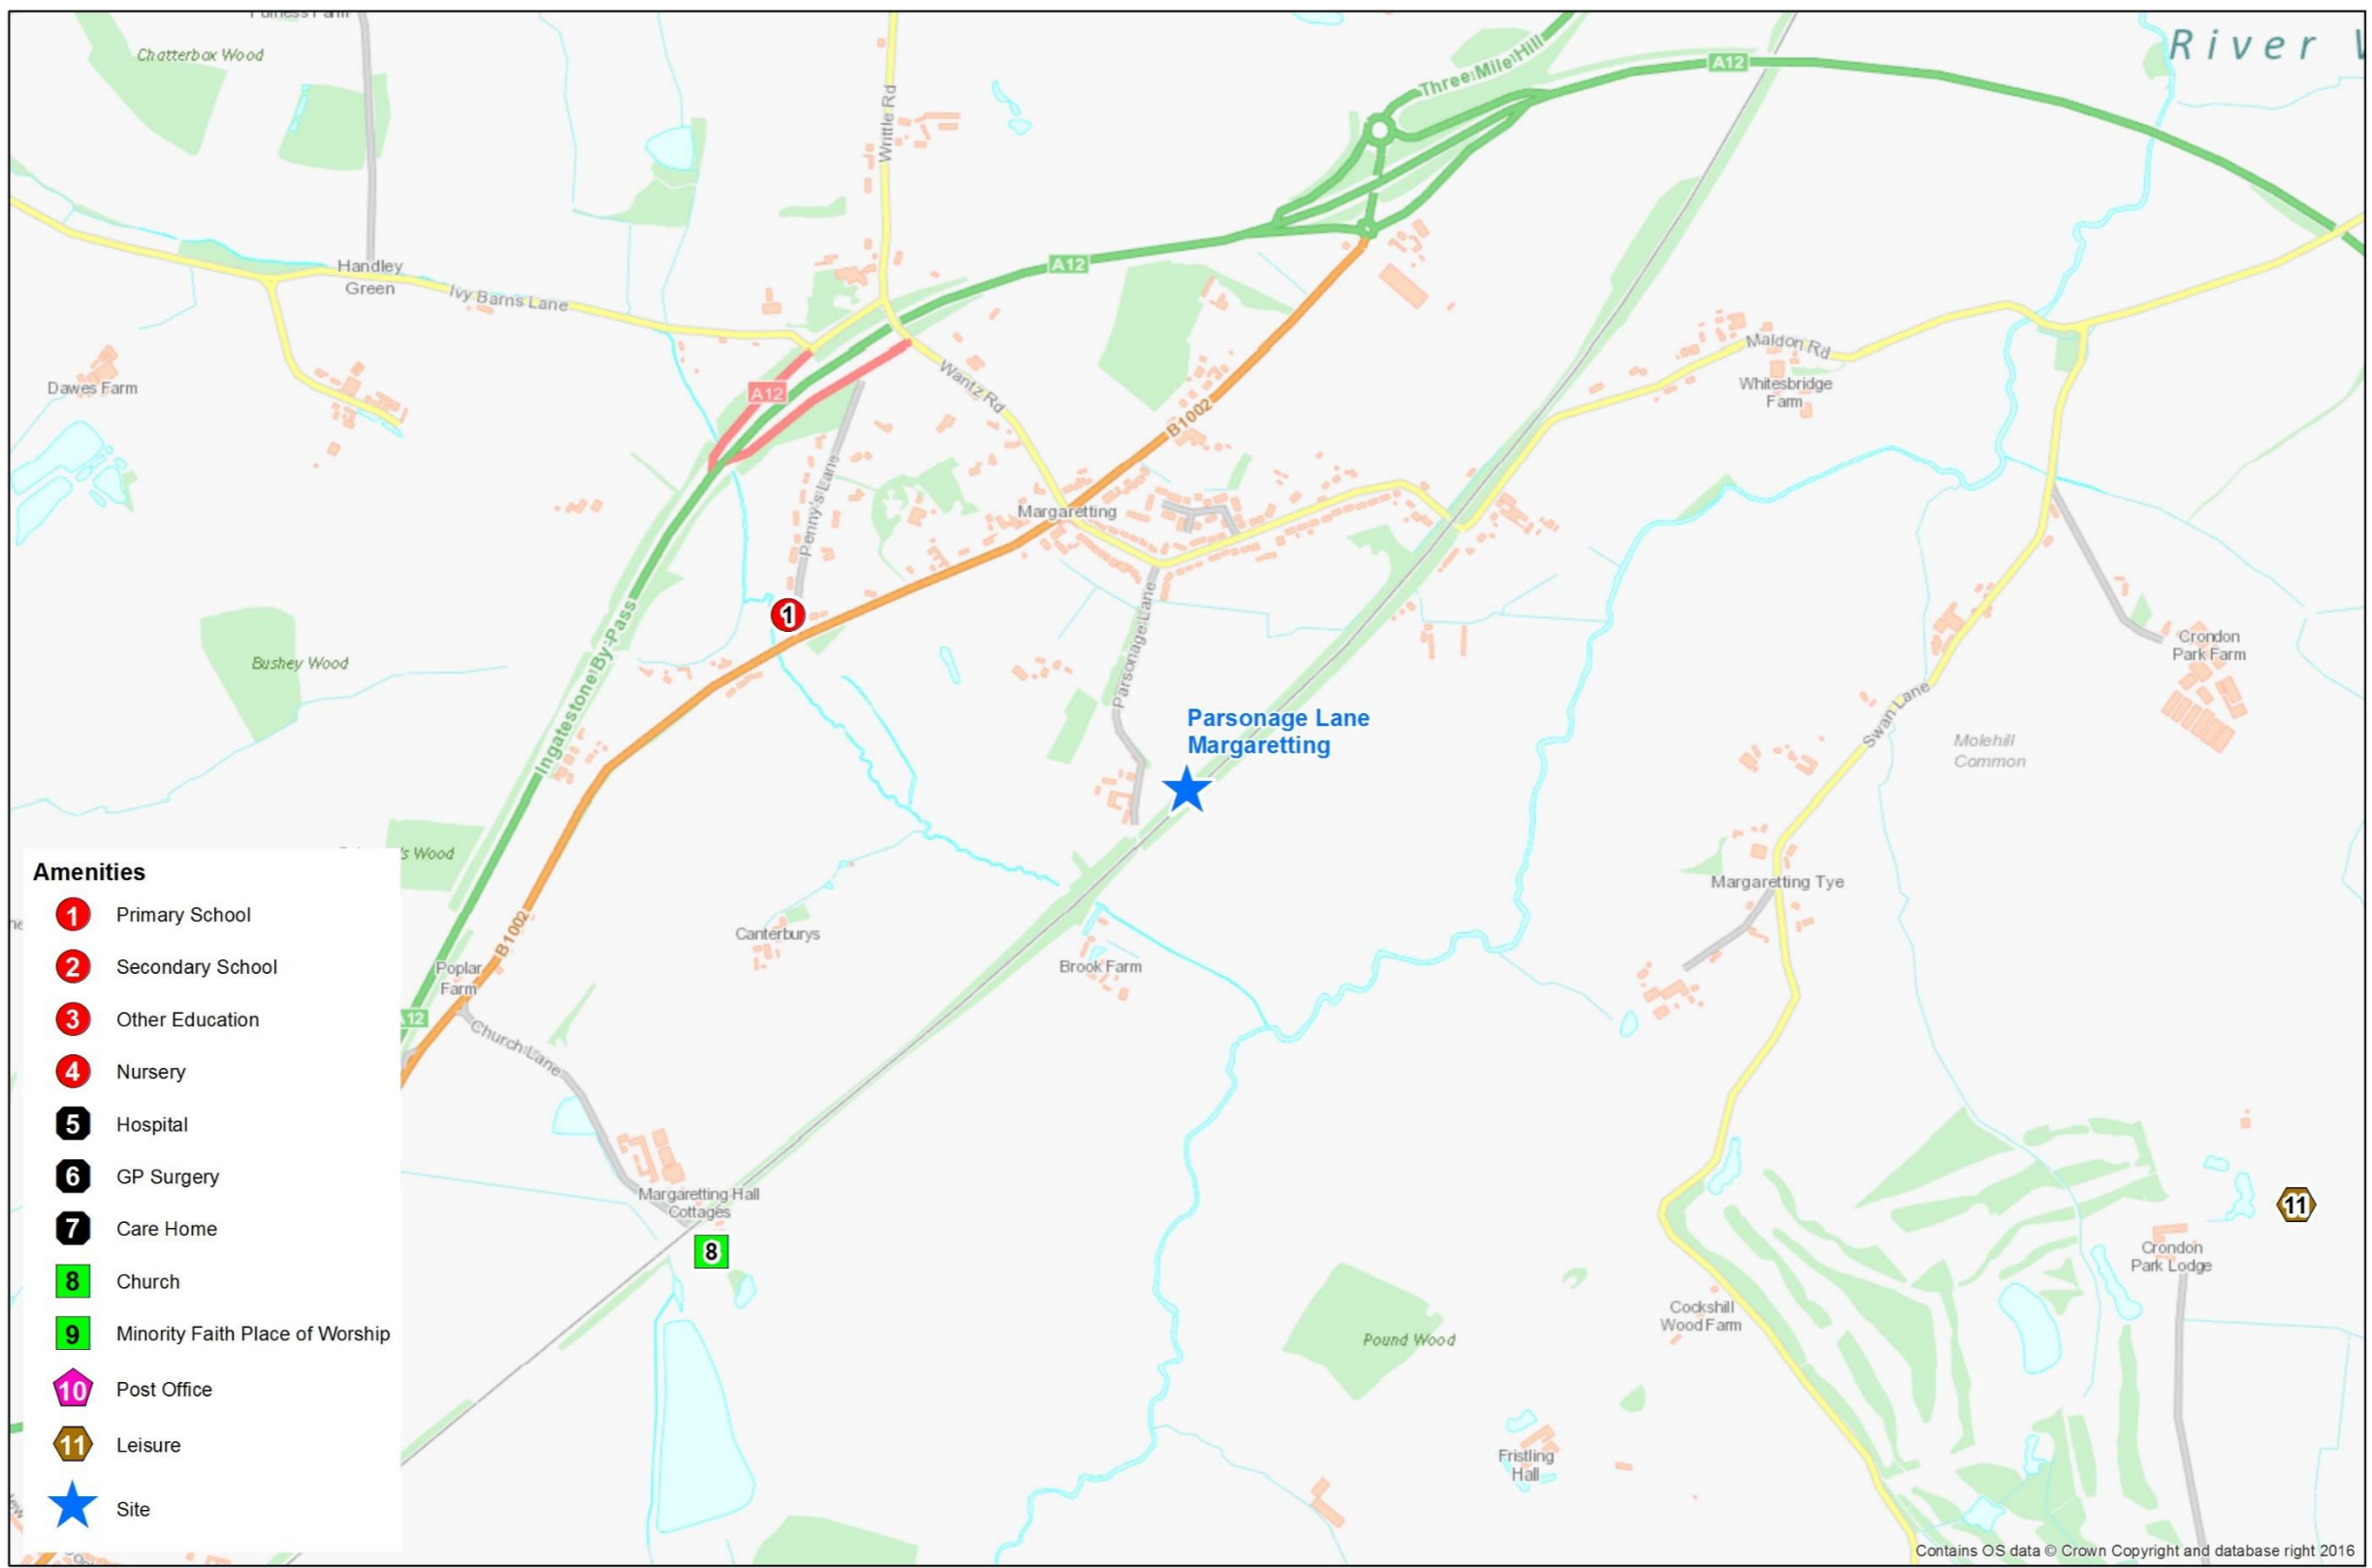 Chatterbox Wood
River
Three Mile Hill
A12
Writtle Rd
A12
Handley
Green
Ivy Barns Lane
Dawes Farm
A12
Wantz Rd
B1002
Maldon Rd
Whitesbridge
Farm
Penny's Lane
Margaretting
1
Parsonage Lane
Ingatestone By-Pass
Bushey Wood
Crondon
Park Farm
Swan Lane
Molehill
Common
Parsonage Lane
Margaretting
's Wood
Margaretting Tye
B1002
Canterburys
Brook Farm
Poplar
Farm
12
Church Lane
Margaretting Hall
Cottages
8
11
Crondon
Park Lodge
Cockshill
Wood Farm
Pound Wood
Fristling
Hall
Amenities
1 Primary School
2 Secondary School
3 Other Education
4 Nursery
5 Hospital
6 GP Surgery
7 Care Home
8 Church
9 Minority Faith Place of Worship
10 Post Office
11 Leisure
Site
Contains OS data © Crown Copyright and database right 2016